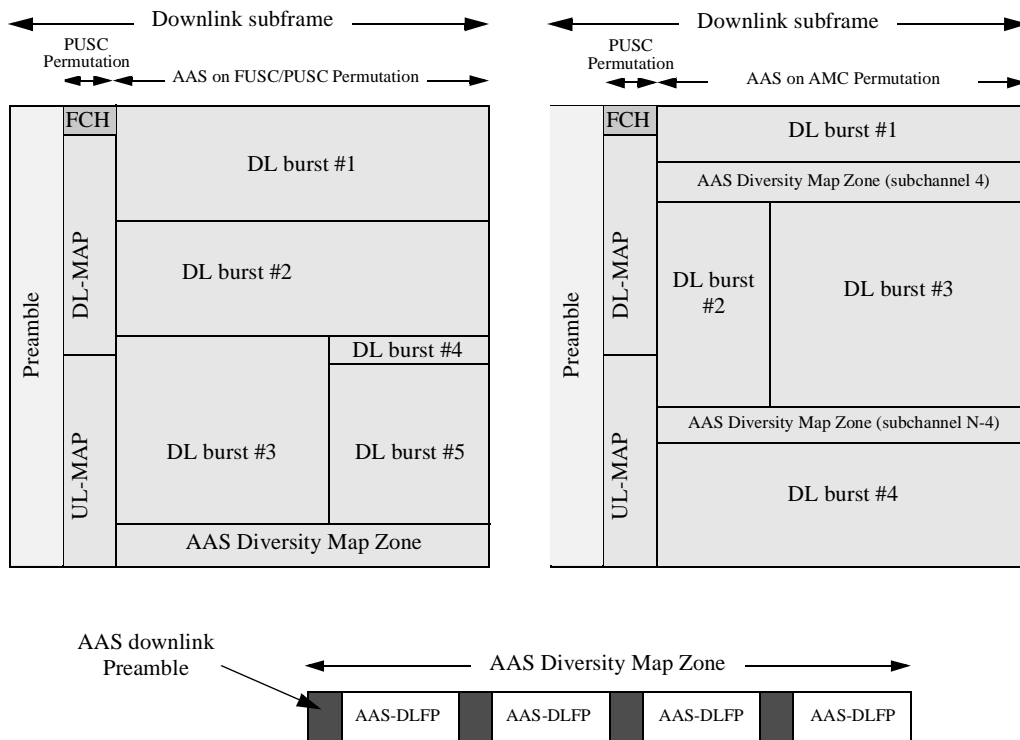 Downlink subframe
PUSC
Permutation
AAS on FUSC/PUSC Permutation
FCH
DL burst #1
DL burst #2
DL-MAP
Preamble
DL burst #4
DL burst #3
DL burst #5
UL-MAP
AAS Diversity Map Zone
Downlink subframe
PUSC
Permutation
AAS on AMC Permutation
FCH
DL burst #1
AAS Diversity Map Zone (subchannel 4)
DL-MAP
Preamble
DL burst
#2
DL burst #3
AAS Diversity Map Zone (subchannel N-4)
UL-MAP
DL burst #4
AAS downlink
Preamble
AAS Diversity Map Zone
AAS-DLFP
AAS-DLFP
AAS-DLFP
AAS-DLFP